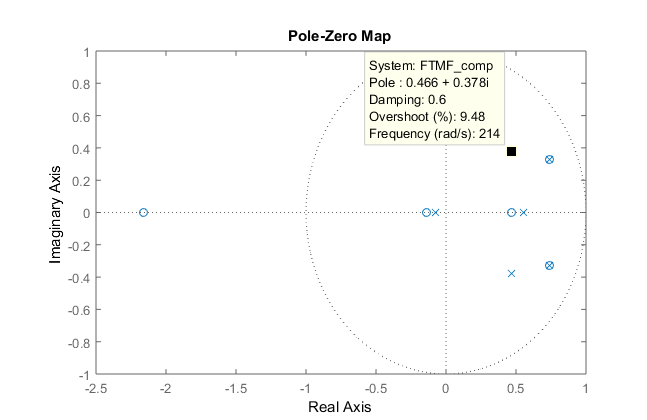 Pole-Zero Map
System: FTMF_comp
Pole : 0.466 + 0.378i
Damping: 0.6
Overshoot (%): 9.48
Frequency (rad/s): 214
Imaginary Axis
1
0.8
0.6
0.4
0.2
0
-0.2
-0.4
-0.6
-0.8
-1
-2.5 -2 -1.5 -1 -0.5 0 0.5 1
Real Axis